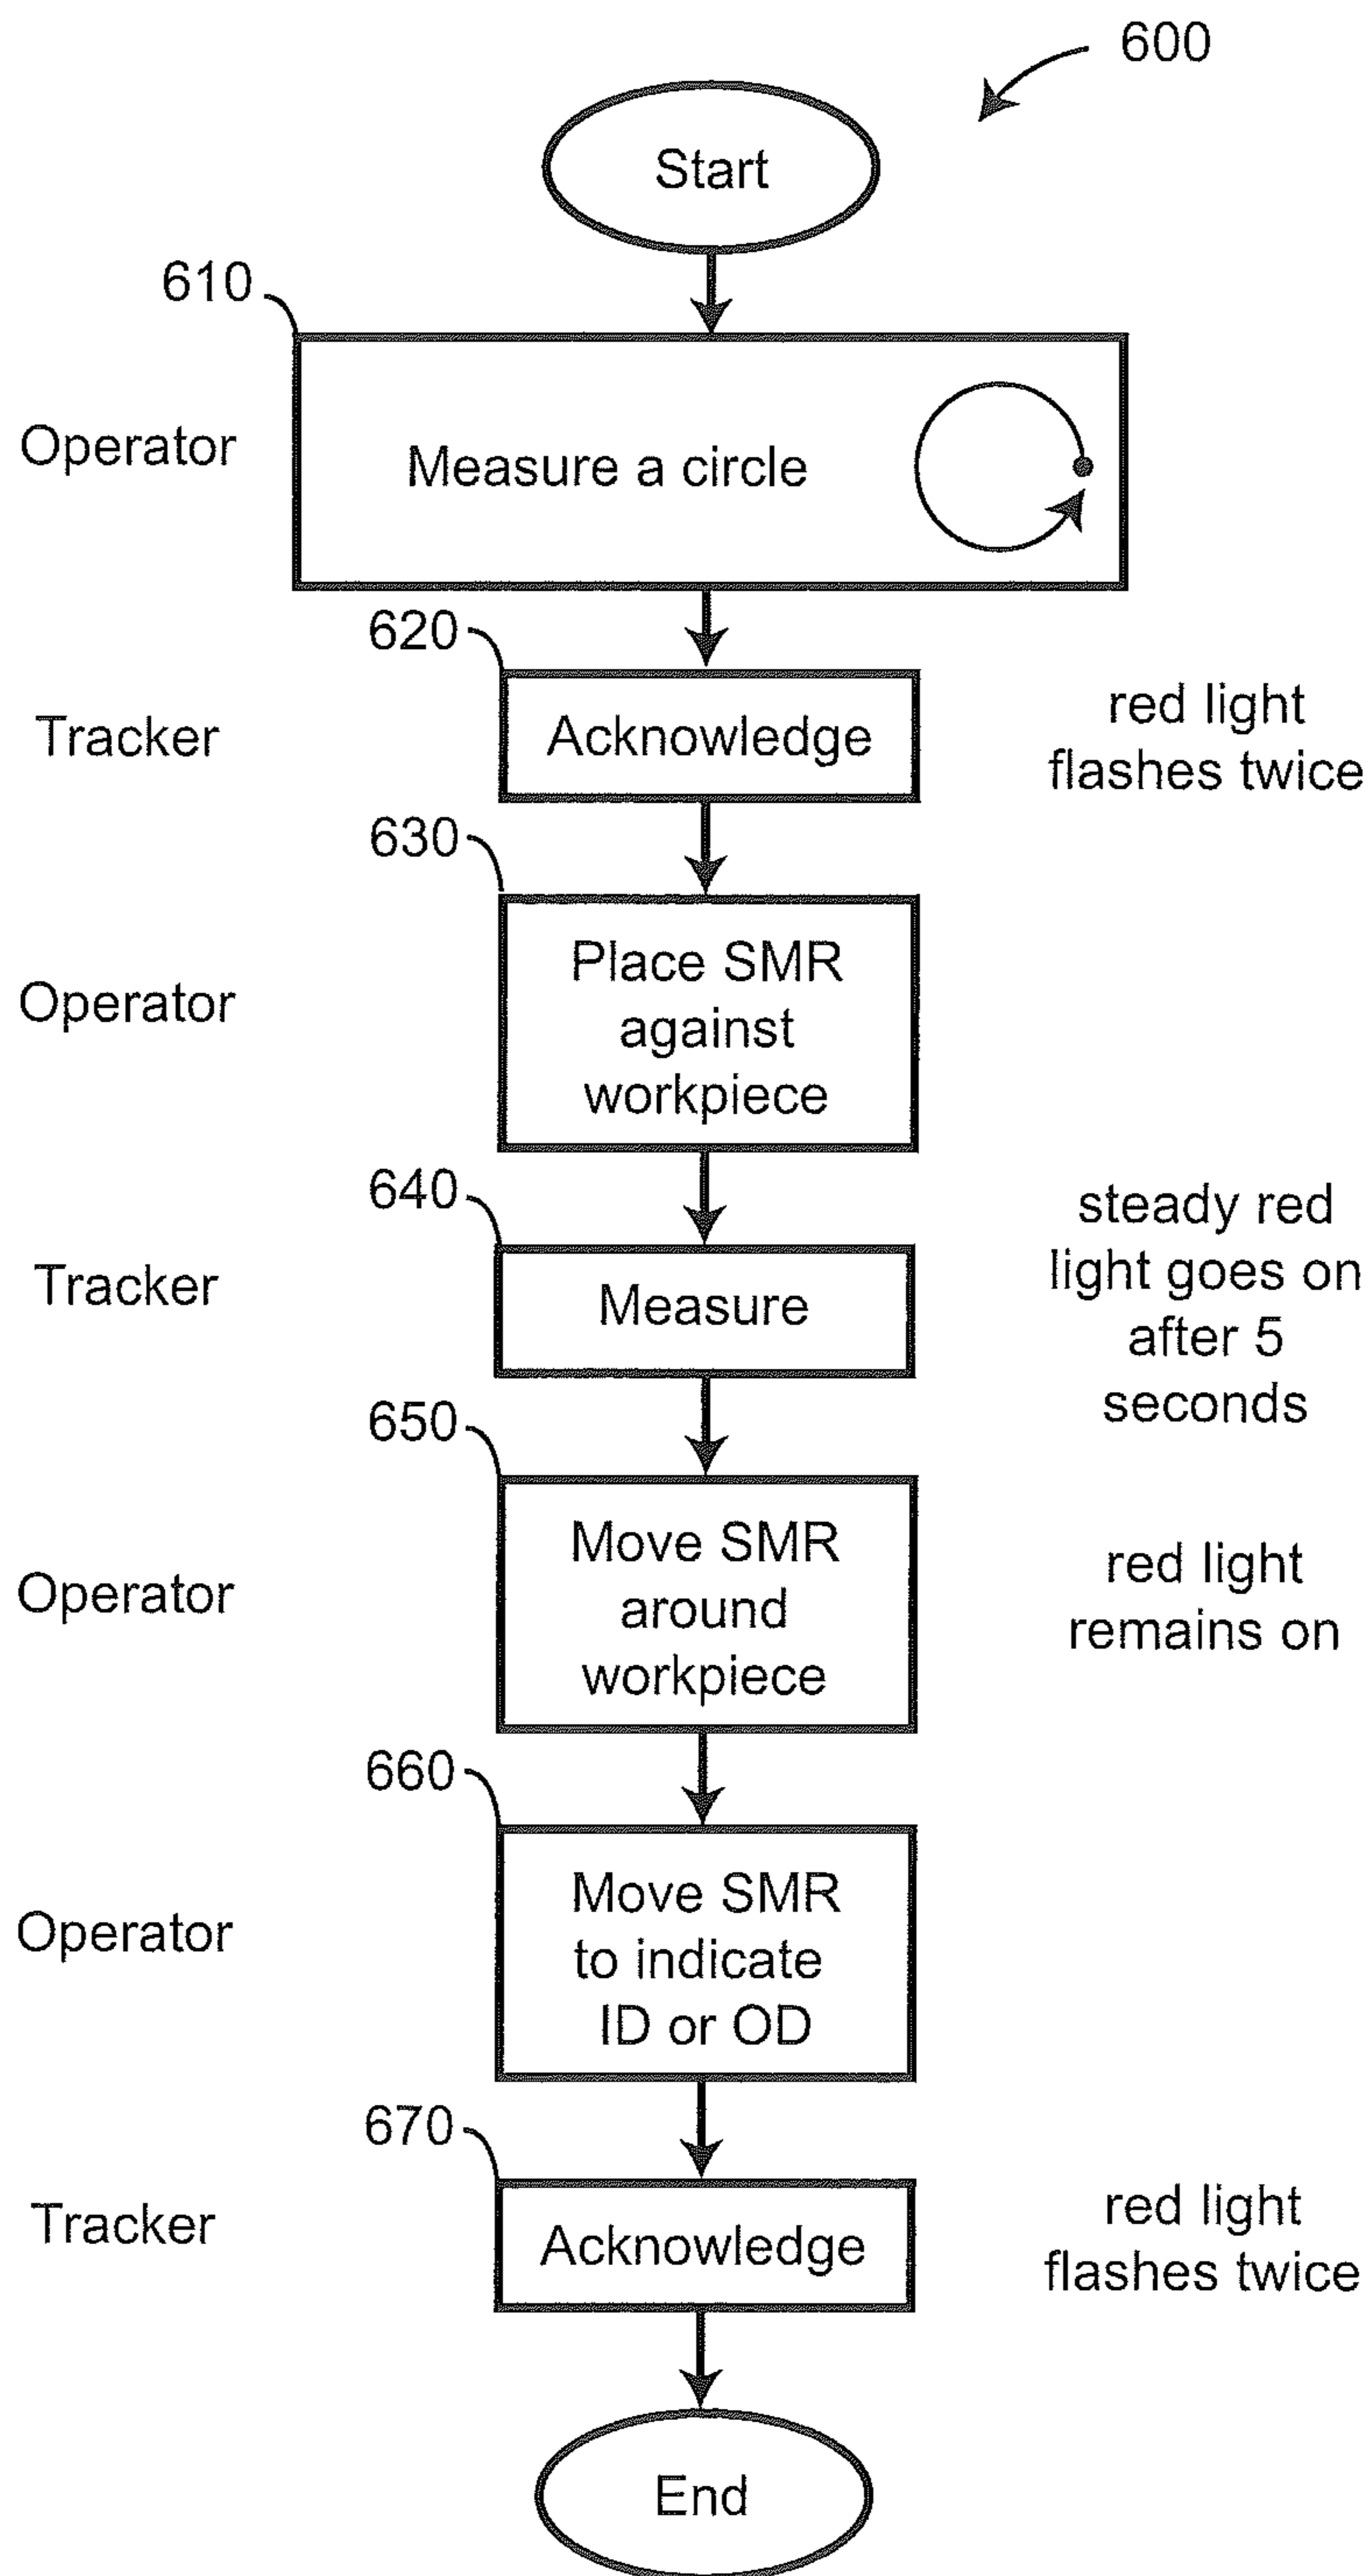 600
Start
610
Operator
Measure a circle
620
Tracker
Acknowledge
red light
flashes twice
630
Operator
Place SMR
against
workpiece
640
Tracker
Measure
steady red
light goes on
after 5
seconds
650
Operator
Move SMR
around
workpiece
red light
remains on
660
Operator
Move SMR
to indicate
ID or OD
670
Tracker
Acknowledge
red light
flashes twice
End